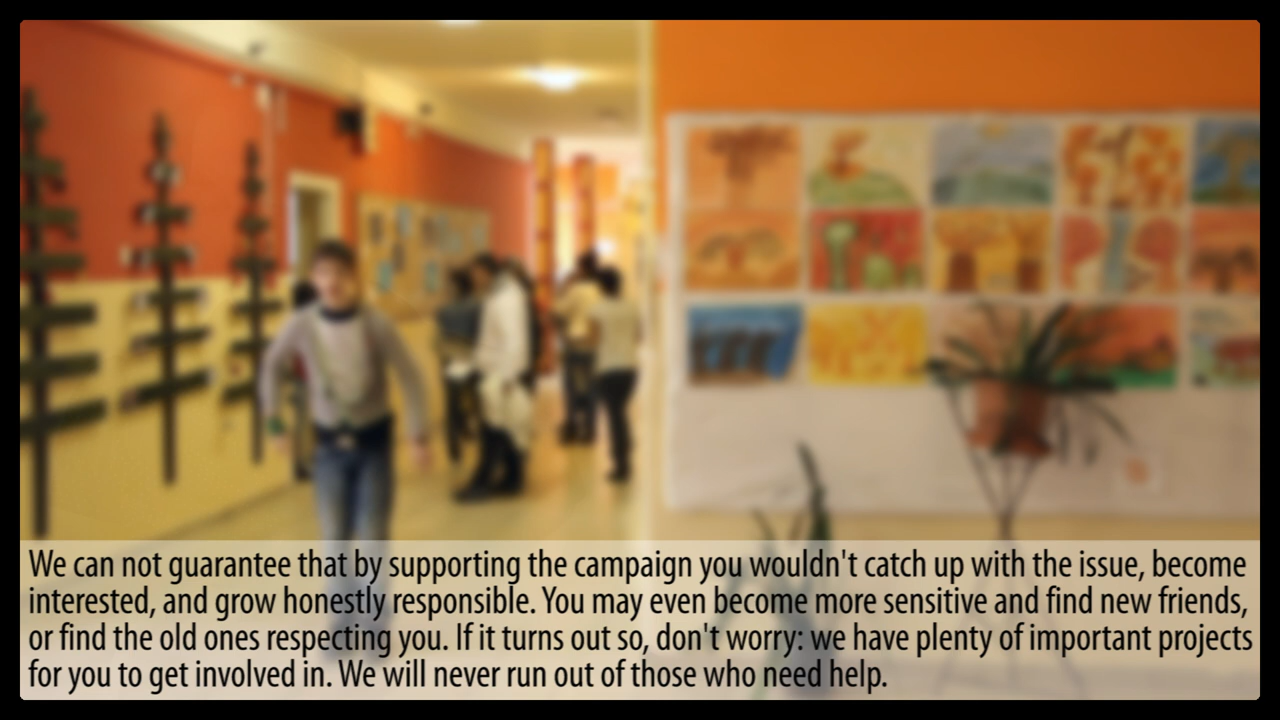 We can not guarantee that by supporting the campaign you wouldn't catch up with the issue, become
interested, and grow honestly responsible. You may even become more sensitive and find new friends,
or find the old ones respecting you. If it turns out so, don't worry: we have plenty of important projects
for you to get involved in. We will never run out of those who need help.